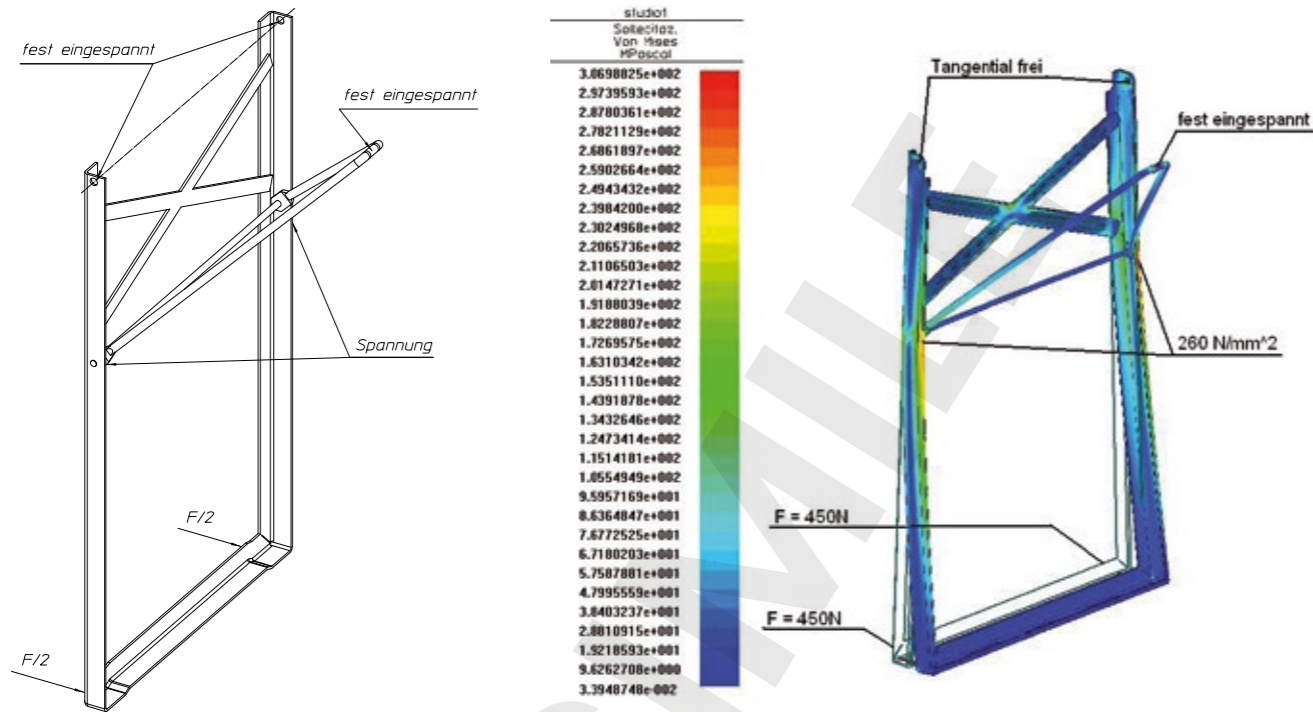 fest eingespannt
fest eingespannt
Spannung
F/2
F/2
studio1
Sollecitaz.
Von Mises
MPascal
3.0698825e+002
2.9739593e+002
2.8780361e+002
2.7821129e+002
2.6861897e+002
2.5902664e+002
2.4943432e+002
2.3984200e+002
2.3024968e+002
2.2065736e+002
2.1106503e+002
2.0147271e+002
1.9188039e+002
1.8228807e+002
1.7269575e+002
1.6310342e+002
1.5351110e+002
1.4391878e+002
1.3432646e+002
1.2473414e+002
1.1514181e+002
1.0554949e+002
9.5957169e+001
8.6364847e+001
7.6772525e+001
6.7180203e+001
5.7587881e+001
4.7995559e+001
3.8403237e+001
2.8810915e+001
1.9218593e+001
9.6262708e+000
3.3948748e-002
Tangential frei
fest eingespannt
260 N/mm^2
F = 450N
F = 450N